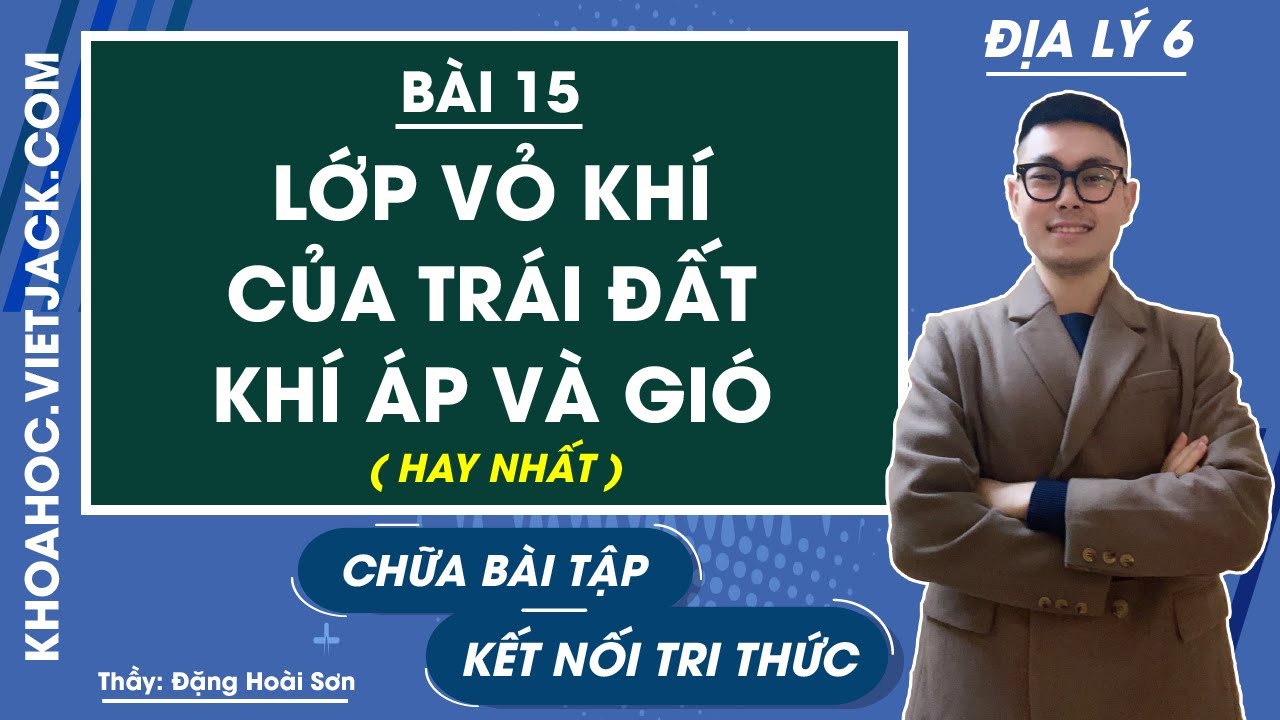 KHOAHOC.VIETJACK.COM
ĐỊA LÝ 6
BÀI 15
LỚP VỎ KHÍ
CỦA TRÁI ĐẤT
KHÍ ÁP VÀ GIÓ
( HAY NHẤT )
CHỮA BÀI TẬP
KẾT NỐI TRI THỨC
Thầy: Đặng Hoài Sơn